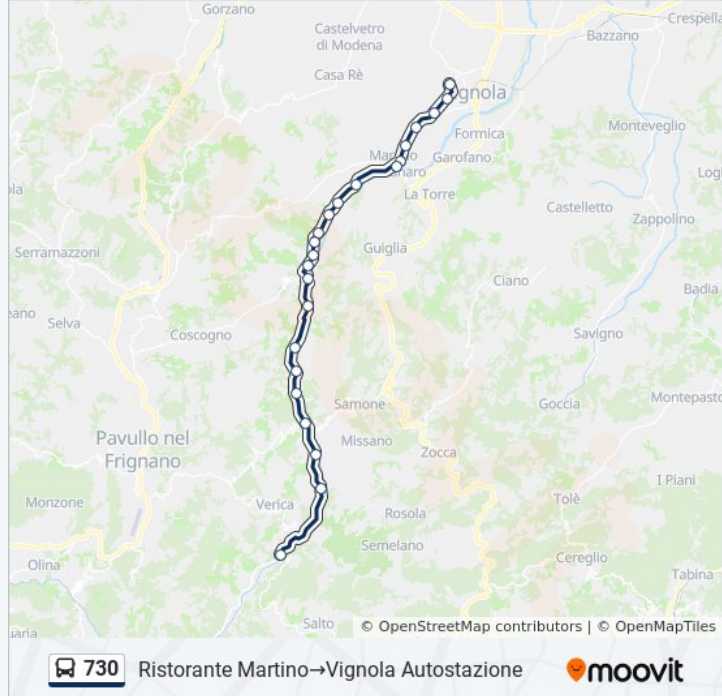 Gorzano
Crespella
Castelvetro
di Modena
Bazzano
Casa Rè
gnola
Monteveglio
Formica
Garofano
La Torre
Castelletto
Zappolino
Guiglia
Serramazzoni
Ciano
Badia
Selva
Coscogno
Savigno
Samone
Goccia
Montepasto
Missano
Pavullo nel
Frignano
Zocca
I Piani
Monzone
Verica
Rosola
Tolè
Semelano
Cereglio
Olina
Tabina
Salto
© OpenStreetMap contributors | © OpenMapTiles
730 Ristorante Martino→Vignola Autostazione
moovit